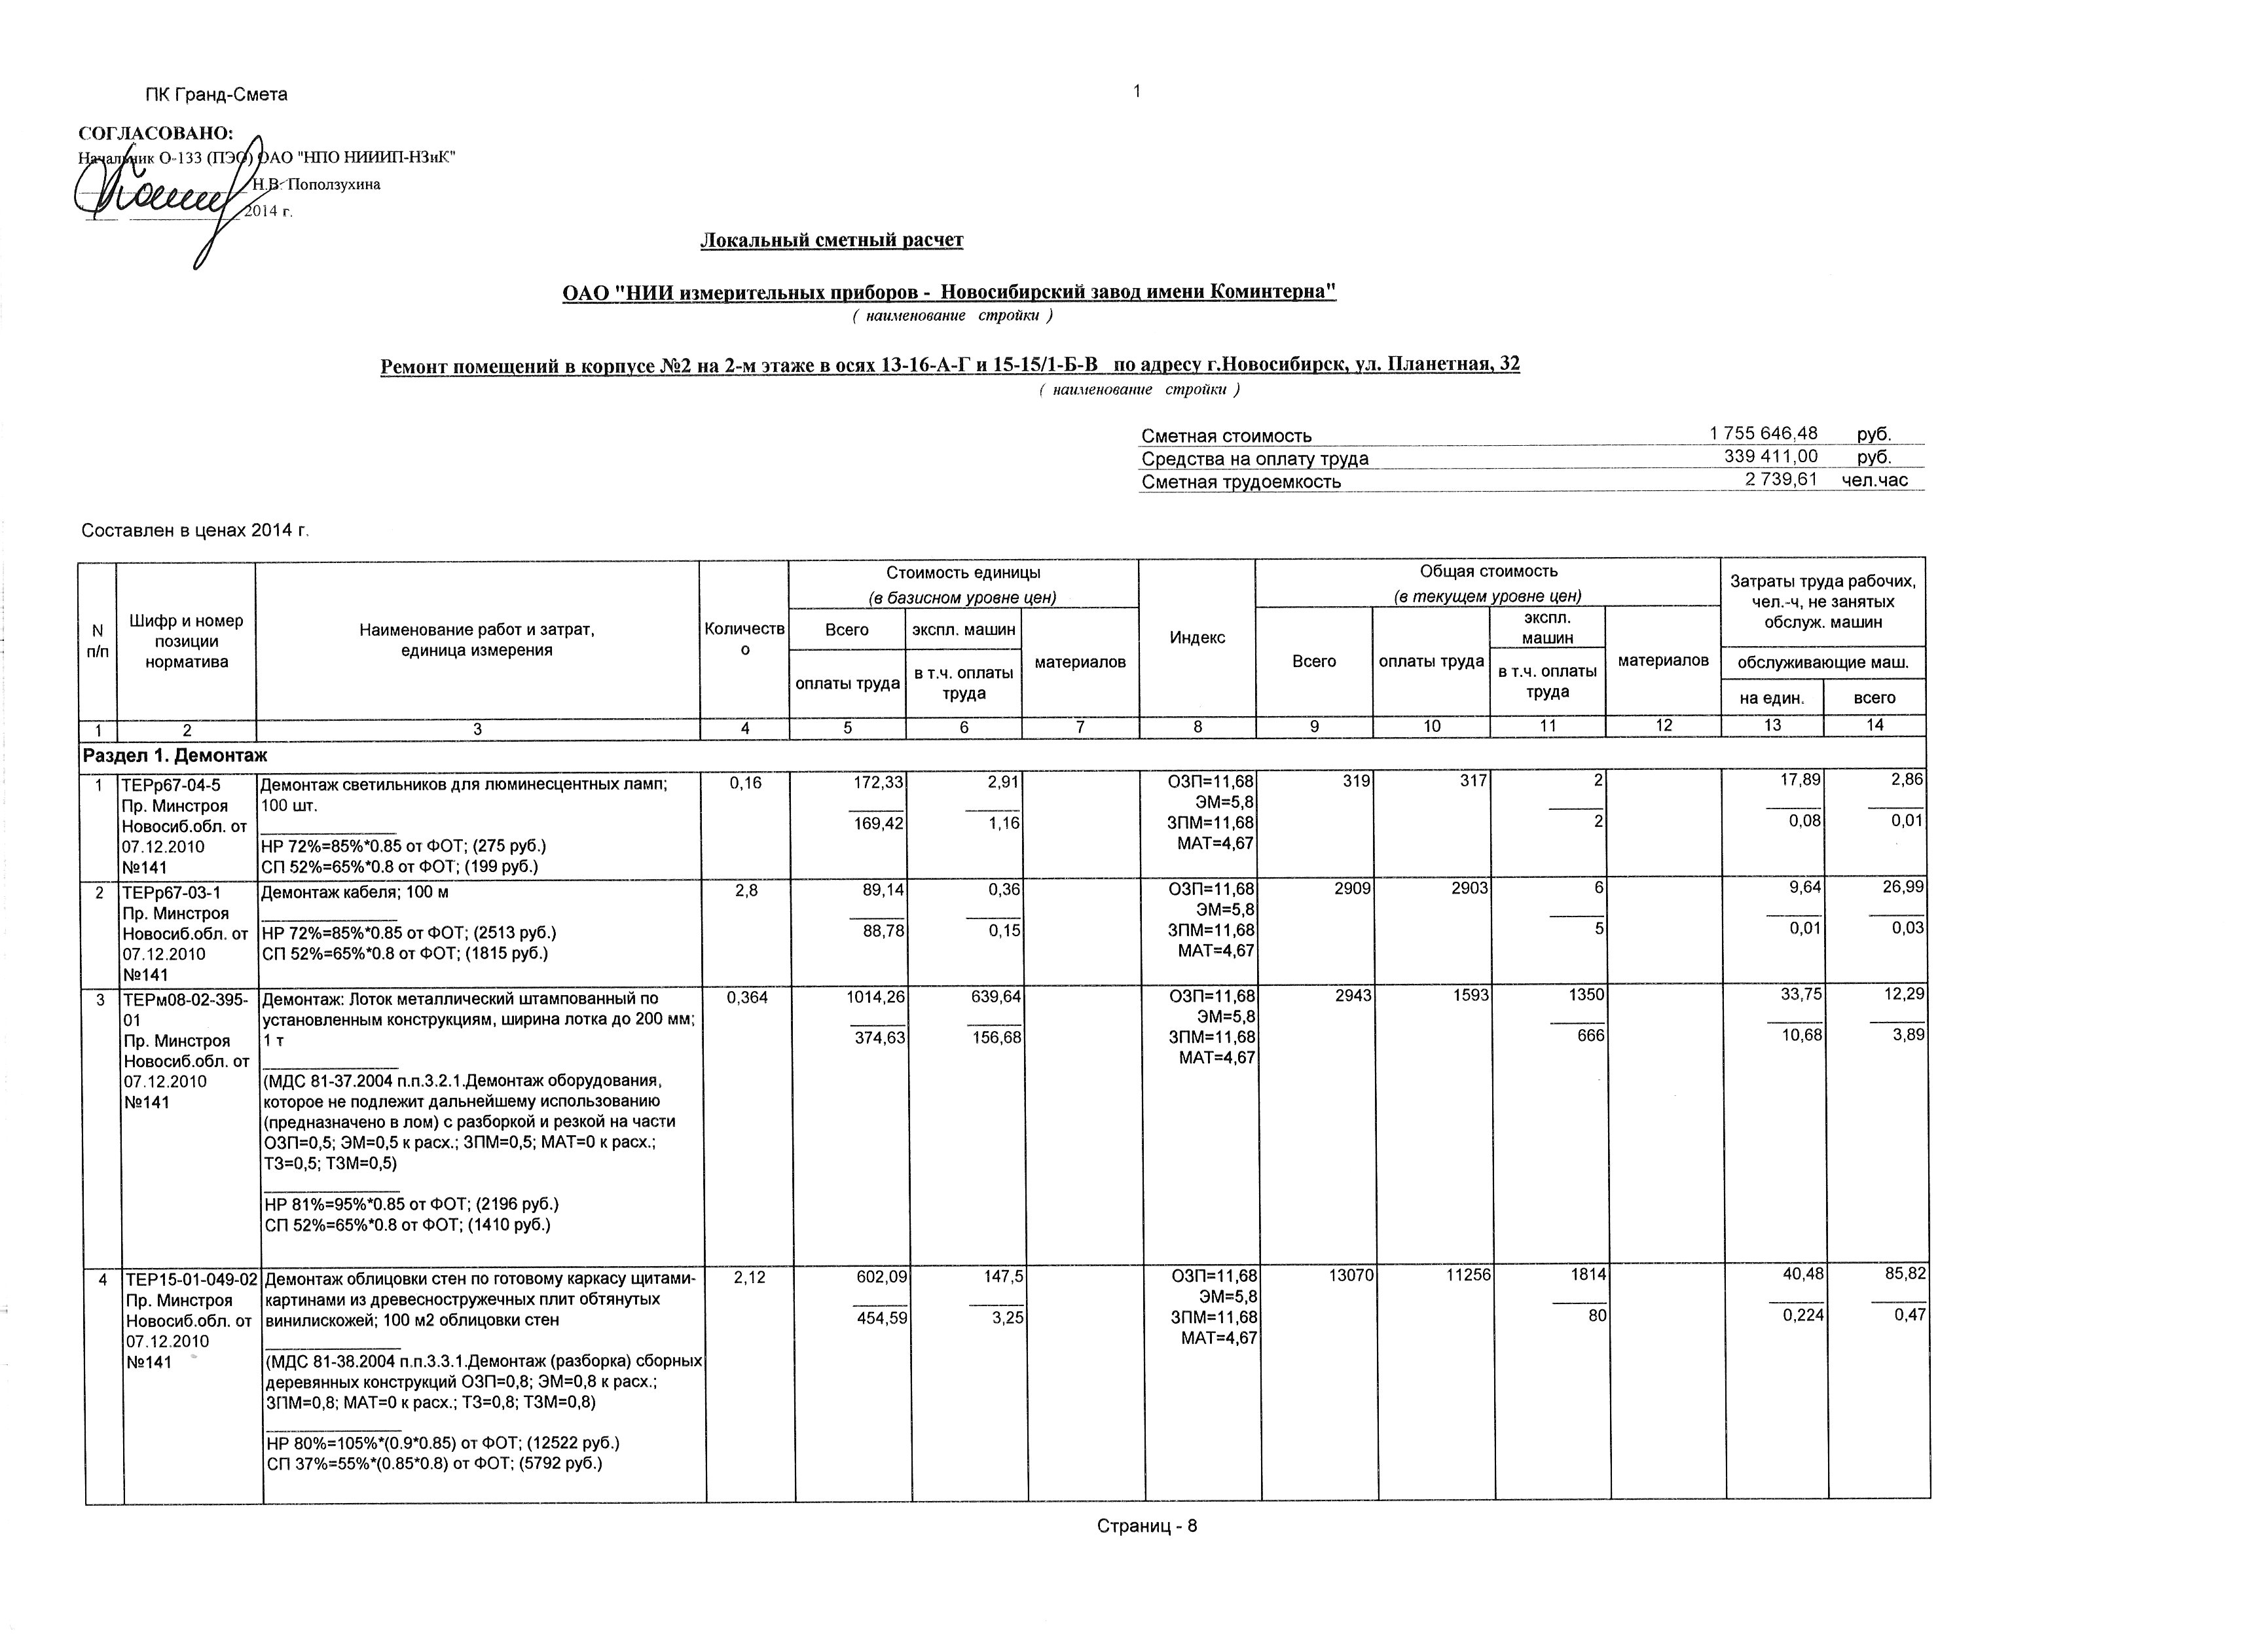 ПК Гранд-Смета
1
СОГЛАСОВАНО:
Начальник О-133 (ПЭО) ОАО "НПО НИИИП-НЗиК"
Н.В. Поползухина
2014 г.
Локальный сметный расчет
ОАО "НИИ измерительных приборов - Новосибирский завод имени Коминтерна"
( наименование стройки )
Ремонт помещений в корпусе №2 на 2-м этаже в осях 13-16-А-Г и 15-15/1-Б-В по адресу г.Новосибирск, ул. Планетная, 32
( наименование стройки )
Сметная стоимость 1 755 646,48 руб.
Средства на оплату труда 339 411,00 руб.
Сметная трудоемкость 2 739,61 чел.час
Составлен в ценах 2014 г.
N п/п
Шифр и номер
позиции
норматива
Наименование работ и затрат,
единица измерения
Количеств
о
Стоимость единицы
(в базисном уровне цен)
Всего
оплаты труда
экспл. машин
в т.ч. оплаты
труда
материалов
Индекс
Общая стоимость
(в текущем уровне цен)
Всего
оплаты труда
экспл.
машин
в т.ч. оплаты
труда
материалов
Затраты труда рабочих,
чел.-ч, не занятых
обслуж. машин
обслуживающие маш.
на един. всего
1 2 3 4 5 6 7 8 9 10 11 12 13 14
Раздел 1. Демонтаж
1
ТЕРр67-04-5
Пр. Минстроя
Новосиб.обл. от
07.12.2010
№141
Демонтаж светильников для люминесцентных ламп;
100 шт.
НР 72%=85%*0.85 от ФОТ; (275 руб.)
СП 52%=65%*0.8 от ФОТ; (199 руб.)
0,16
172,33
169,42
2,91
1,16
ОЗП=11,68
ЭМ=5,8
ЗПМ=11,68
МАТ=4,67
319
317
2
2
17,89
0,08
2,86
0,01
2
ТЕРр67-03-1
Пр. Минстроя
Новосиб.обл. от
07.12.2010
№141
Демонтаж кабеля; 100 м
НР 72%=85%*0.85 от ФОТ; (2513 руб.)
СП 52%=65%*0.8 от ФОТ; (1815 руб.)
2,8
89,14
88,78
0,36
0,15
ОЗП=11,68
ЭМ=5,8
ЗПМ=11,68
МАТ=4,67
2909
2903
6
5
9,64
0,01
26,99
0,03
3
ТЕРм08-02-395-
01
Пр. Минстроя
Новосиб.обл. от
07.12.2010
№141
Демонтаж: Лоток металлический штампованный по
установленным конструкциям, ширина лотка до 200 мм;
1 т
(МДС 81-37.2004 п.п.3.2.1.Демонтаж оборудования,
которое не подлежит дальнейшему использованию
(предназначено в лом) с разборкой и резкой на части
ОЗП=0,5; ЭМ=0,5 к расх.; ЗПМ=0,5; МАТ=0 к расх.;
ТЗ=0,5; ТЗМ=0,5)
НР 81%=95%*0.85 от ФОТ; (2196 руб.)
СП 52%=65%*0.8 от ФОТ; (1410 руб.)
0,364
1014,26
374,63
639,64
156,68
ОЗП=11,68
ЭМ=5,8
ЗПМ=11,68
МАТ=4,67
2943
1593
1350
666
33,75
10,68
12,29
3,89
4
ТЕР15-01-049-02
Пр. Минстроя
Новосиб.обл. от
07.12.2010
№141
Демонтаж облицовки стен по готовому каркасу щитами-
картинами из древесностружечных плит обтянутых
винилискожей; 100 м2 облицовки стен
(МДС 81-38.2004 п.п.3.3.1.Демонтаж (разборка) сборных
деревянных конструкций ОЗП=0,8; ЭМ=0,8 к расх.;
ЗПМ=0,8; МАТ=0 к расх.; ТЗ=0,8; ТЗМ=0,8)
НР 80%=105%*(0.9*0.85) от ФОТ; (12522 руб.)
СП 37%=55%*(0.85*0.8) от ФОТ; (5792 руб.)
2,12
602,09
454,59
147,5
3,25
ОЗП=11,68
ЭМ=5,8
ЗПМ=11,68
МАТ=4,67
13070
11256
1814
80
40,48
0,224
85,82
0,47
Страниц - 8